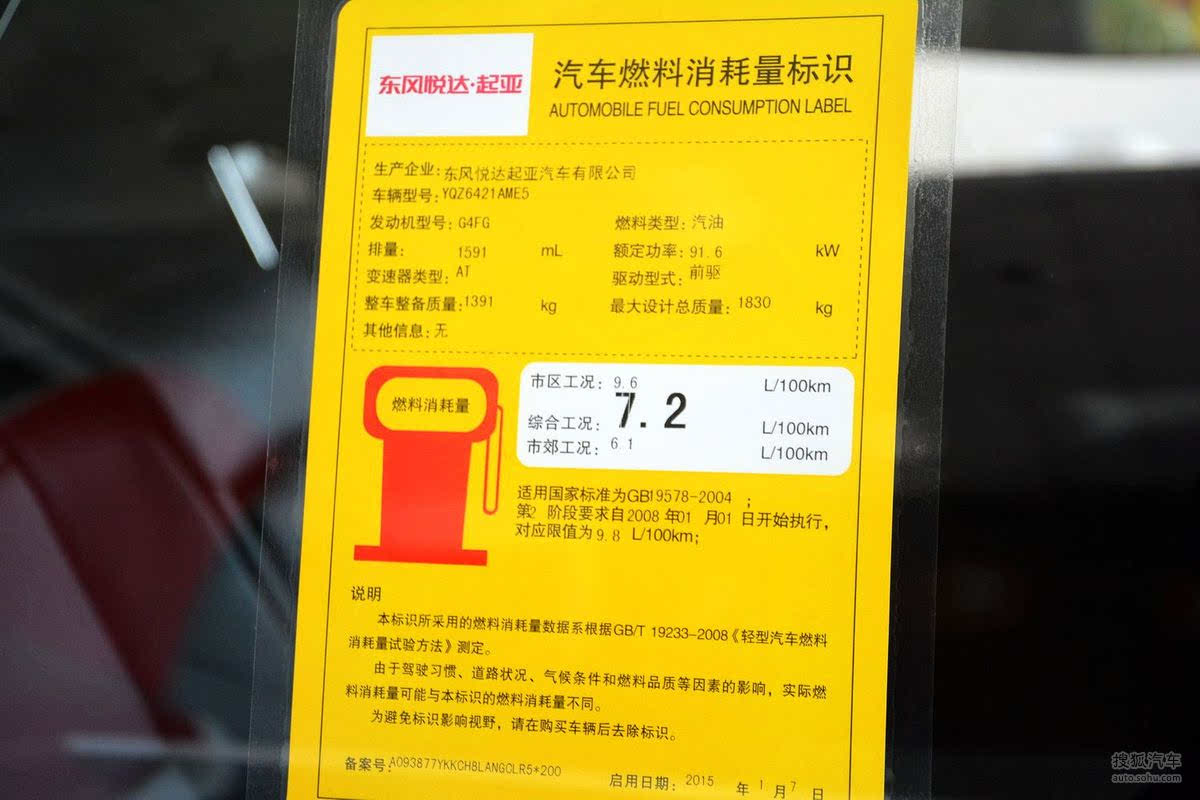 东风悦达·起亚
汽车燃料消耗量标识
AUTOMOBILE FUEL CONSUMPTION LABEL
生产企业:东风悦达起亚汽车有限公司
车辆型号:YQZ6421AME5
发动机型号:G4FG 燃料类型:汽油
排量: 1591 mL 额定功率:91.6 kW
变速器类型:AT 驱动型式:前驱
整车整备质量:1391 kg 最大设计总质量:1830 kg
其他信息:无
燃料消耗量
市区工况:9.6 L/100km
综合工况:7.2 L/100km
市郊工况:6.1 L/100km
适用国家标准为GB19578-2004 ;
第2 阶段要求自2008年01 月01 日开始执行,
对应限值为9.8 L/100km;
说明
本标识所采用的燃料消耗量数据系根据GB/T 19233-2008《轻型汽车燃料
消耗量试验方法》测定。
由于驾驶习惯、道路状况、气候条件和燃料品质等因素的影响,实际燃
料消耗量可能与本标识的燃料消耗量不同。
为避免标识影响视野,请在购买车辆后去除标识。
备案号:A093877YKKCH8LANGCLR5*200
启用日期: 2015 年 1 月 7 日
搜狐汽车
auto.sohu.com